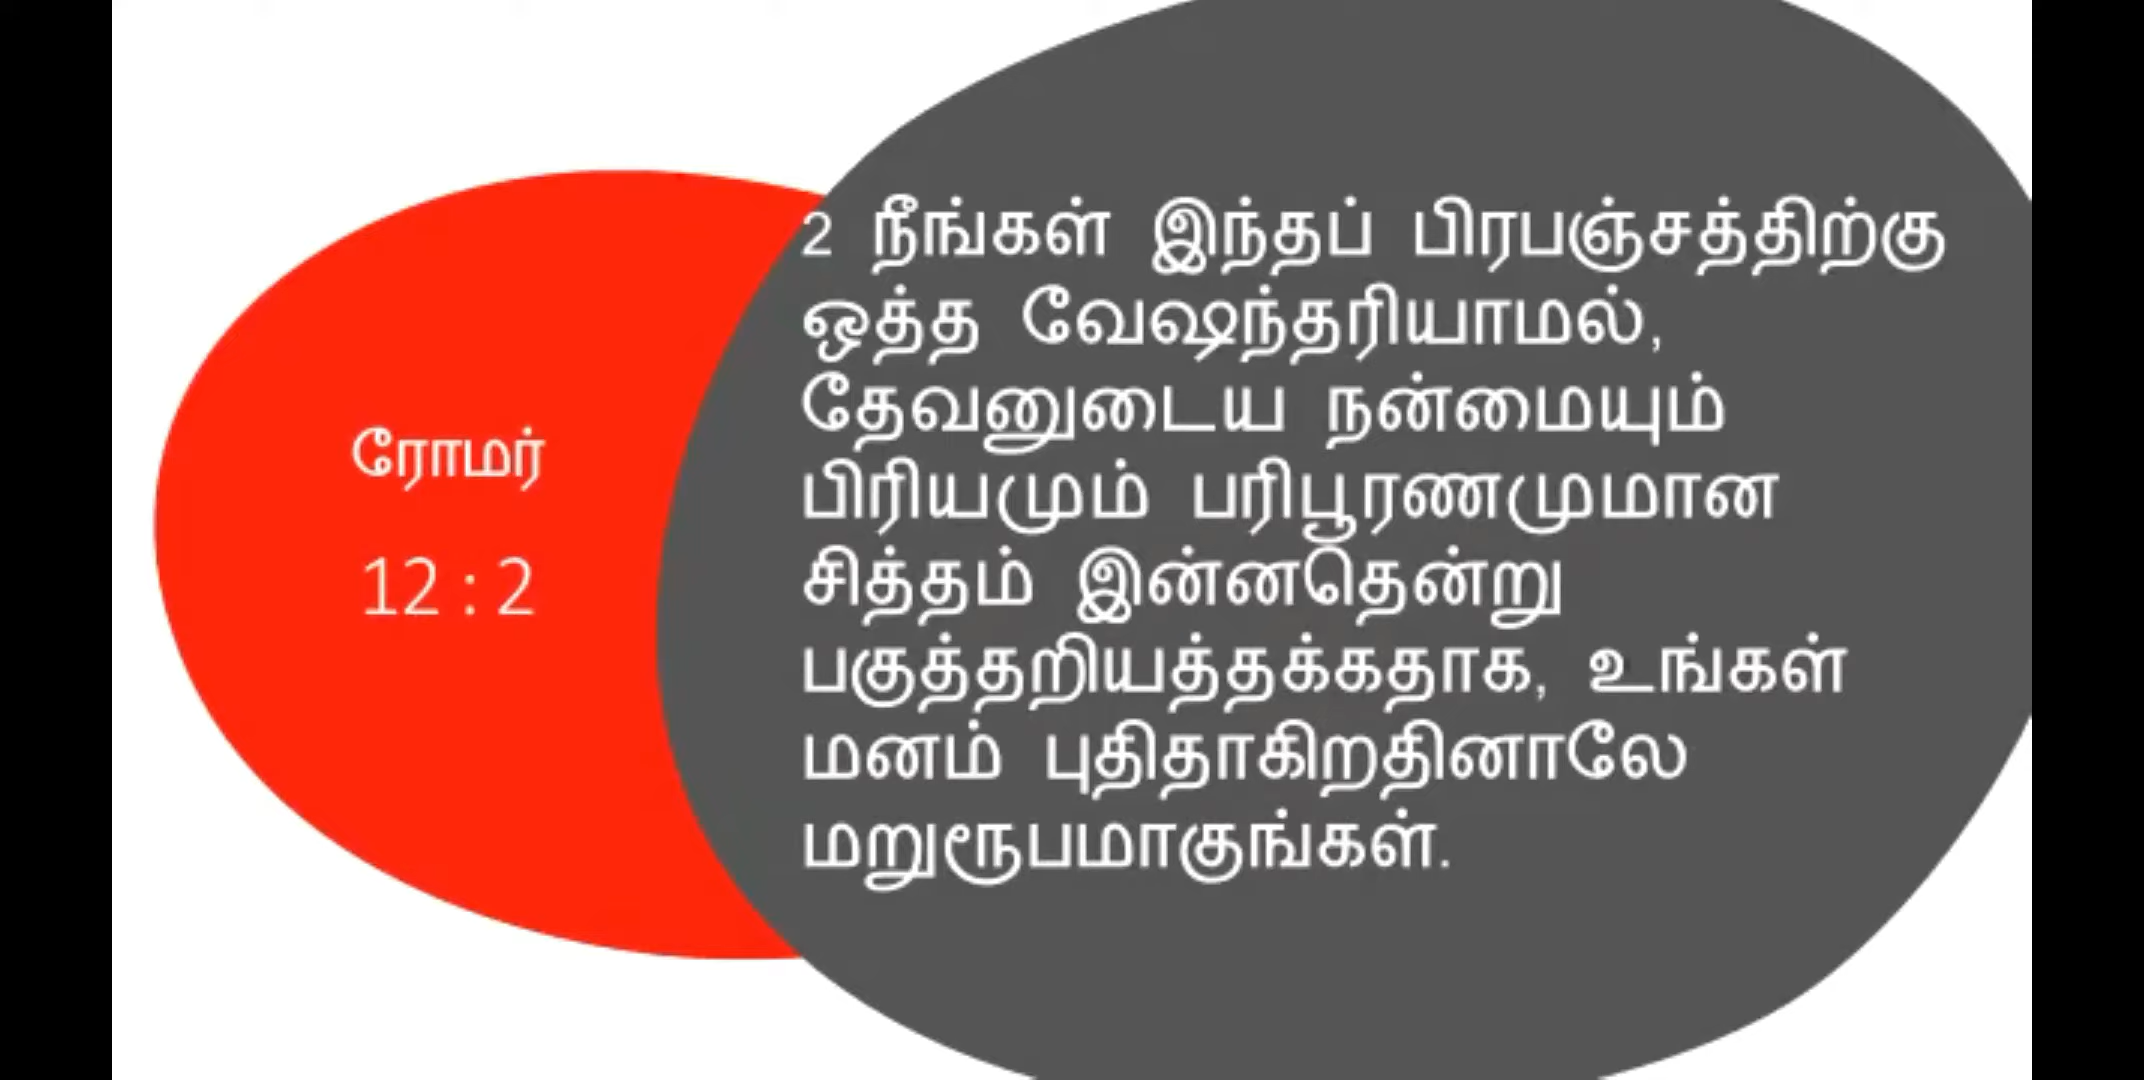 ரோமர்
12 : 2
2 நீங்கள் இந்தப் பிரபஞ்சத்திற்கு
ஒத்த வேஷந்தரியாமல்,
தேவனுடைய நன்மையும்
பிரியமும் பரிபூரணமுமான
சித்தம் இன்னதென்று
பகுத்தறியத்தக்கதாக, உங்கள்
மனம் புதிதாகிறதினாலே
மறுரூபமாகுங்கள்.